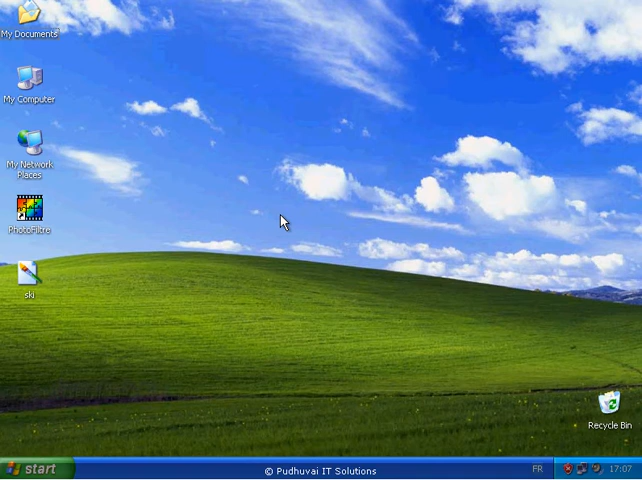 My Documents
My Computer
My Network
Places
PhotoFiltre
ski
Recycle Bin
start
© Pudhuvai IT Solutions
FR
17:07